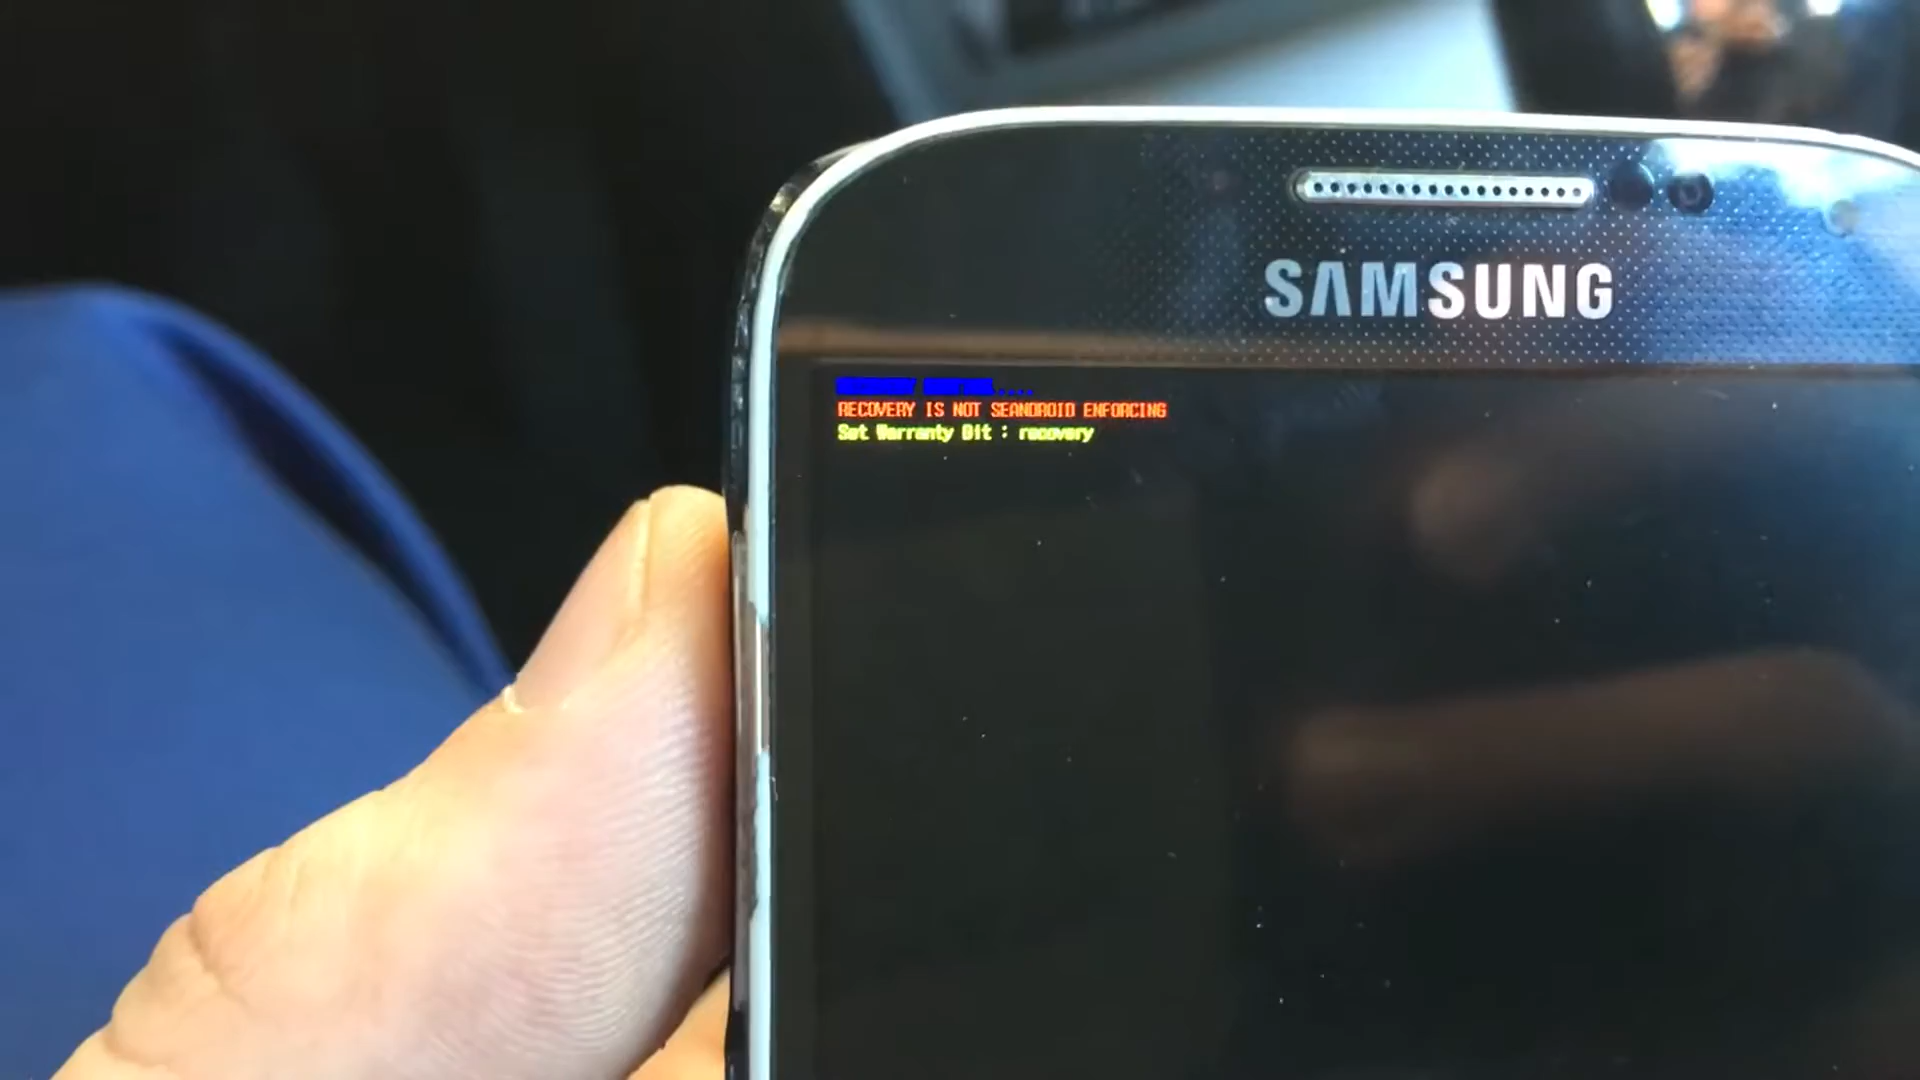 SAMSUNG
RECOVERY IS NOT SEANDROID ENFORCING
Set Warranty Bit : recovery